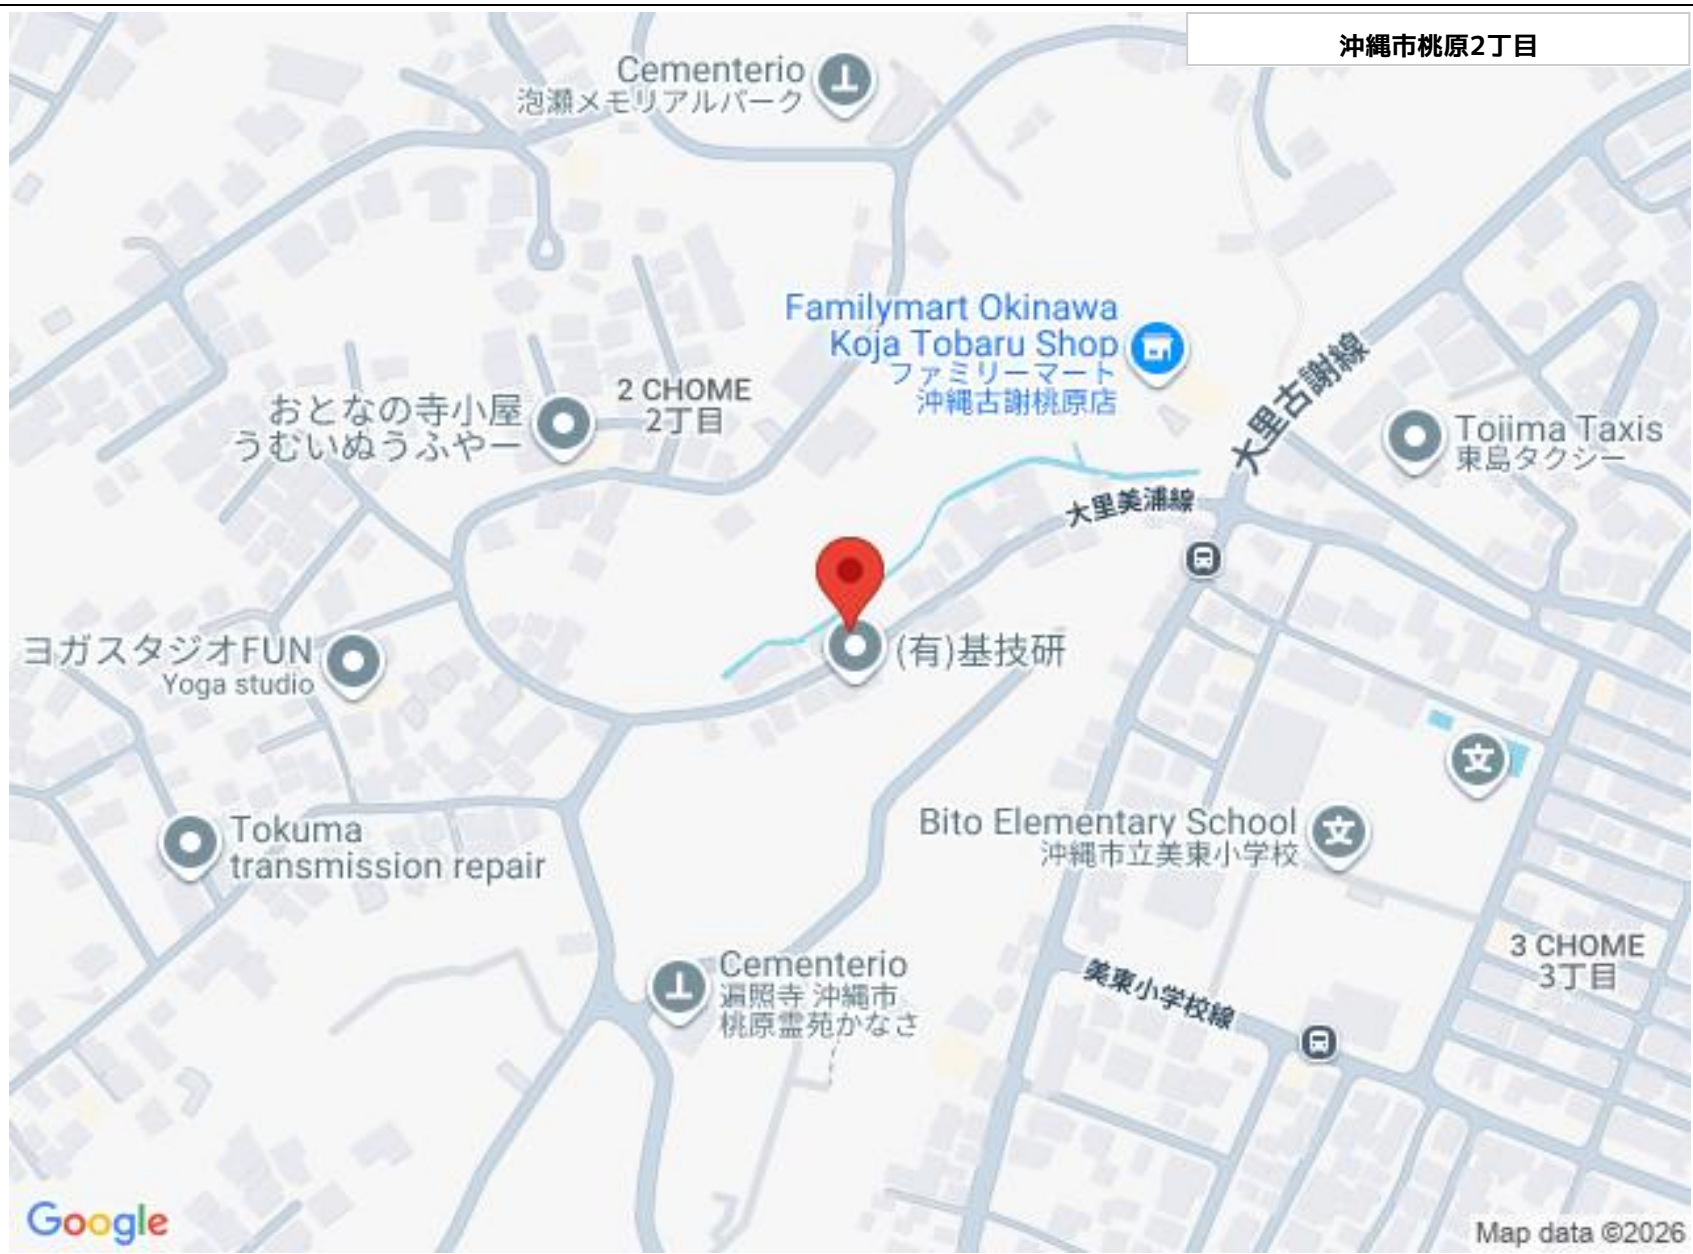 沖縄市桃原2丁目
Cementerio
泡瀬メモリアルパーク
Familymart Okinawa
Koja Tobaru Shop
ファミリーマート
沖縄古謝桃原店
大里古謝線
2 CHOME
2丁目
おとなの寺小屋
うむいぬうふやー
Tojima Taxis
東島タクシー
大里美浦線
(有)基技研
ヨガスタジオFUN
Yoga studio
Tokuma
transmission repair
Bito Elementary School
沖縄市立美東小学校
3 CHOME
3丁目
Cementerio
遍照寺 沖縄市
桃原霊苑かなさ
美東小学校線
Google
Map data ©2026